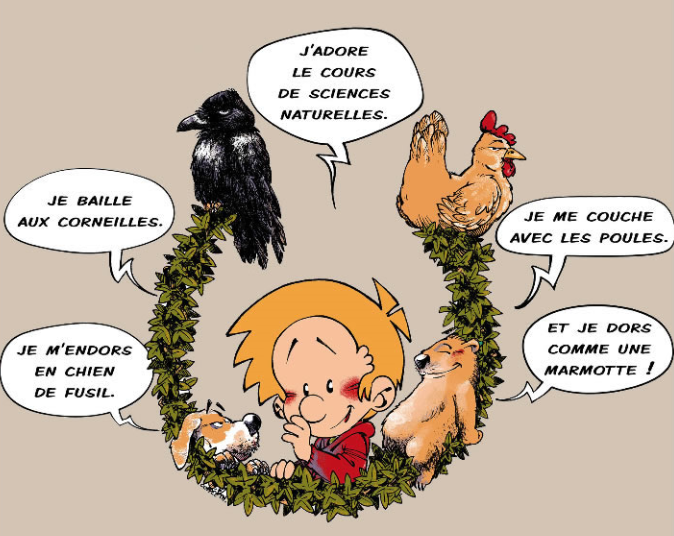 J'ADORE
LE COURS
DE SCIENCES
NATURELLES.
JE BAILLE
AUX CORNEILLES.
JE ME COUCHE
AVEC LES POULES.
JE M'ENDORS
EN CHIEN
DE FUSIL.
ET JE DORS
COMME UNE
MARMOTTE !